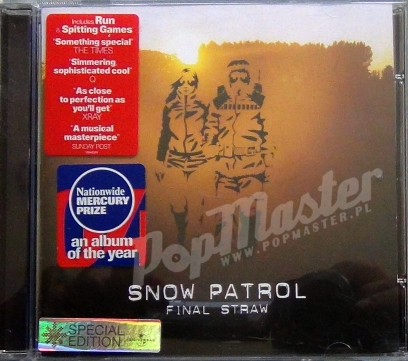 Includes Run
& Spitting Games
"Something special"
THE TIMES
"Simmering,
sophisticated cool"
Q
"As close
to perfection as
you'll get"
XRAY
"A musical
masterpiece"
SUNDAY POST
Nationwide
MERCURY
PRIZE
an album
of the year
PopMaster
WWW.POPMASTER.PL
SNOW PATROL
FINAL STRAW
SPECIAL
EDITION